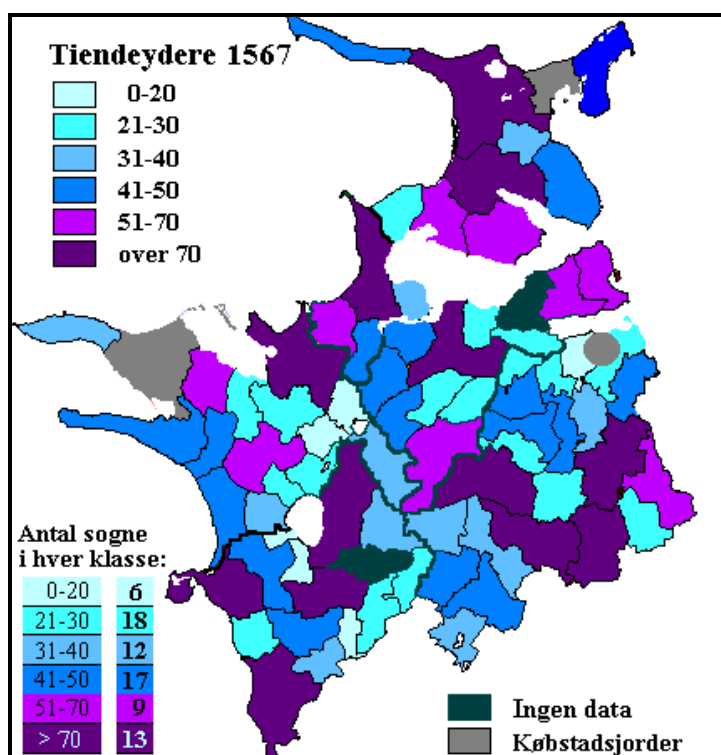 Tiendeydere 1567
0-20
21-30
31-40
41-50
51-70
over 70
Antal sogne
i hver klasse:
0-20 6
21-30 18
31-40 12
41-50 17
51-70 9
> 70 13
Ingen data
Købstadsjorder